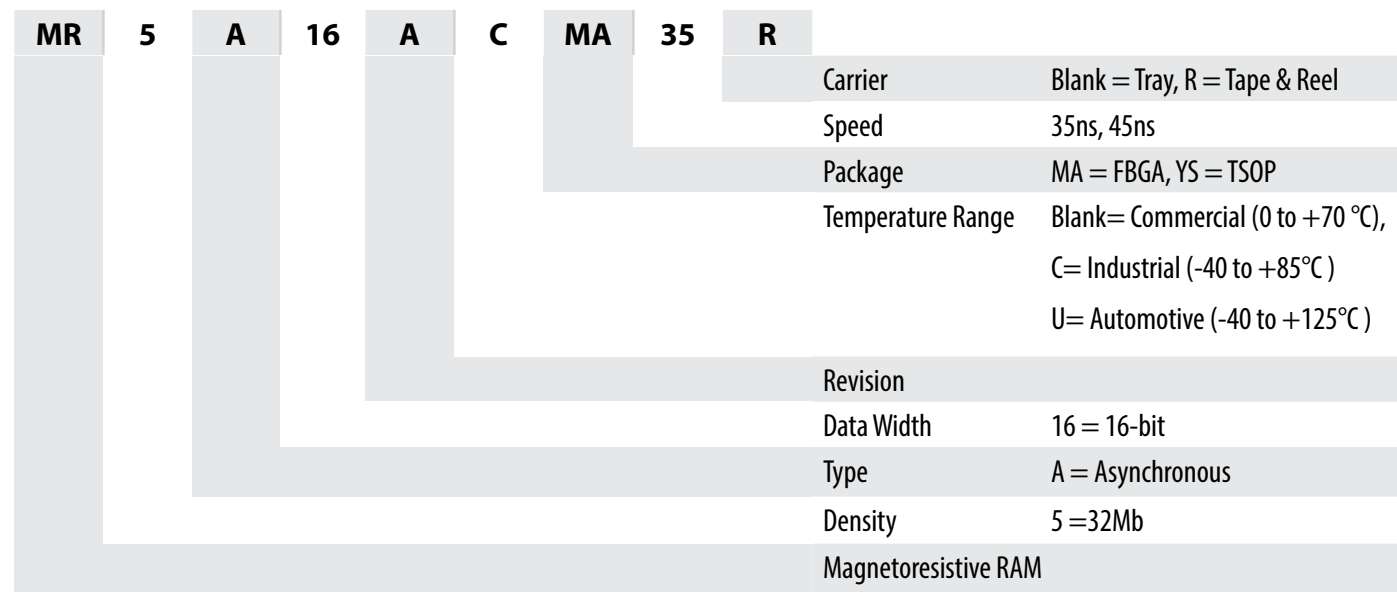 MR 5 A 16 A C MA 35 R
Carrier Blank = Tray, R = Tape & Reel
Speed 35ns, 45ns
Package MA = FBGA, YS = TSOP
Temperature Range Blank= Commercial (0 to +70 °C),
C= Industrial (-40 to +85°C )
U= Automotive (-40 to +125°C )
Revision
Data Width 16 = 16-bit
Type A = Asynchronous
Density 5 =32Mb
Magnetoresistive RAM